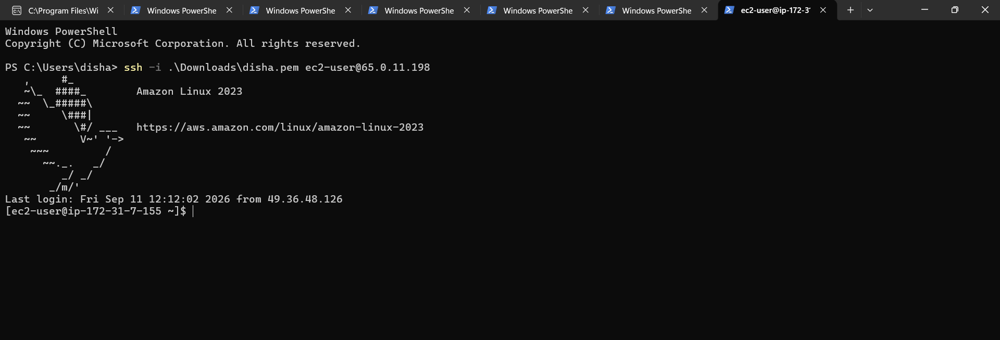 C:\Program Files\Wi
Windows PowerShe
Windows PowerShe
Windows PowerShe
Windows PowerShe
Windows PowerShe
ec2-user@ip-172-31
Windows PowerShell
Copyright (C) Microsoft Corporation. All rights reserved.
PS C:\Users\disha> ssh -i .\Downloads\disha.pem ec2-user@65.0.11.198
   ,     #_
   ~\_  ####_        Amazon Linux 2023
  ~~  \_#####\
  ~~     \###|
  ~~       \#/ ___   https://aws.amazon.com/linux/amazon-linux-2023
   ~~       V~' '->
    ~~~         /
      ~~._.   _/
         _/ _/
       _/m/'
Last login: Fri Sep 11 12:12:02 2026 from 49.36.48.126
[ec2-user@ip-172-31-7-155 ~]$